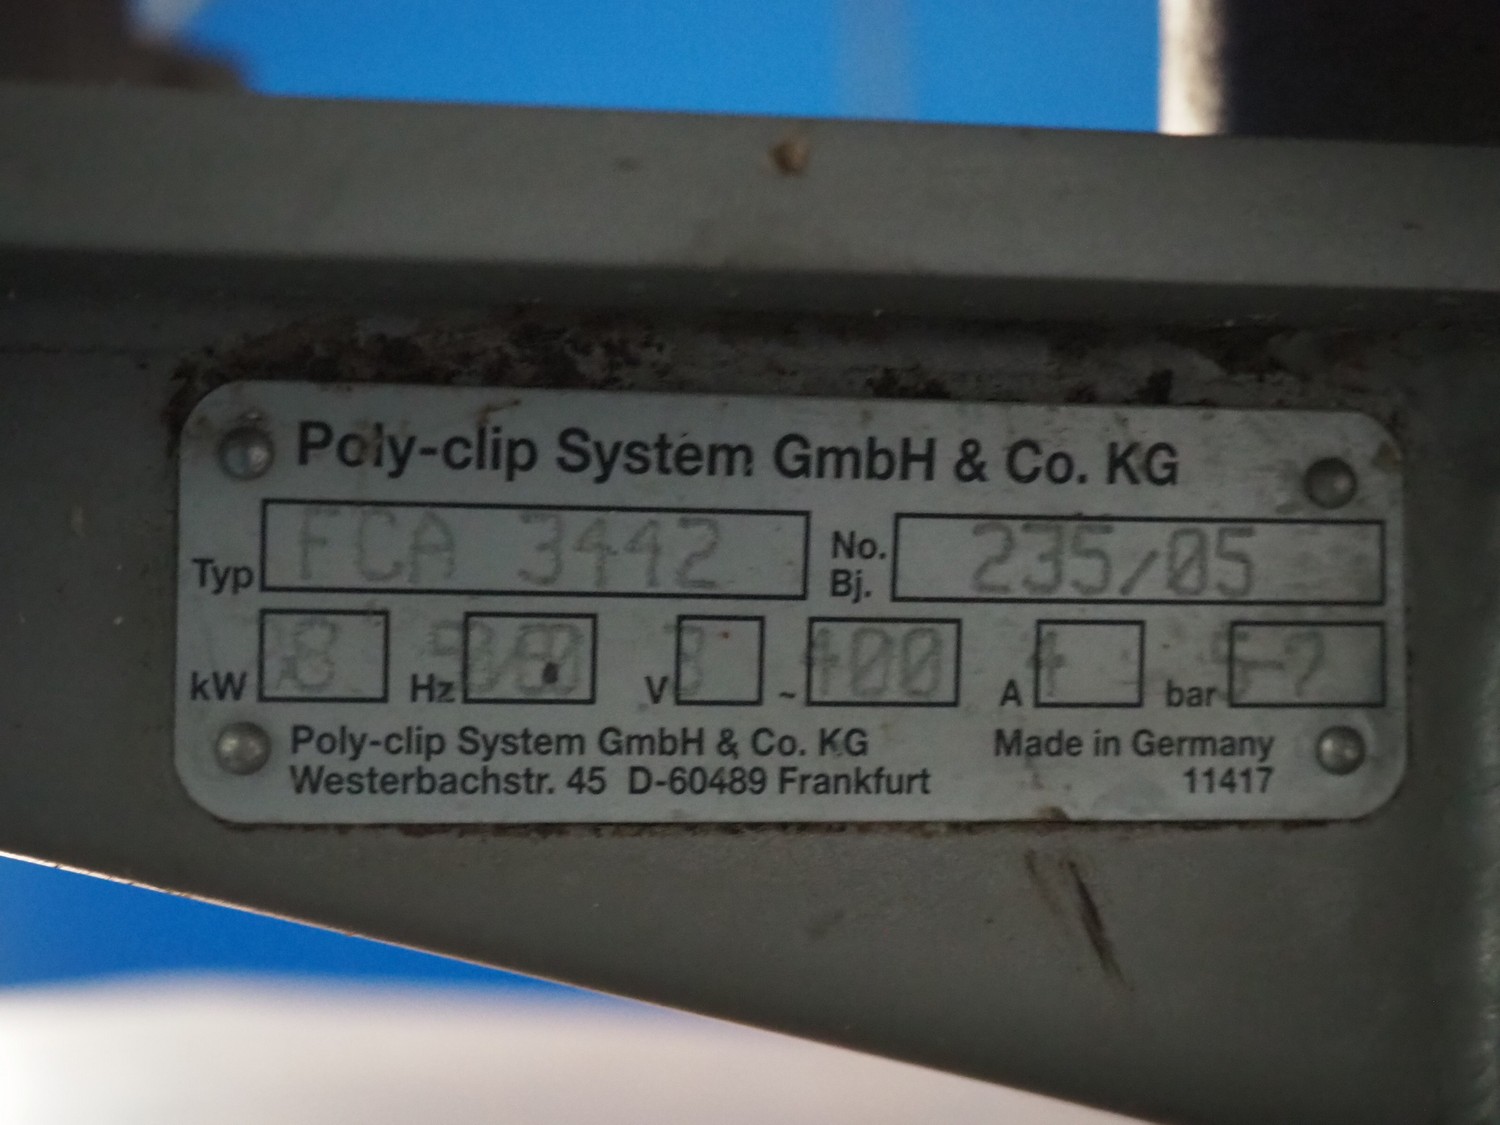 Poly-clip System GmbH & Co. KG
Typ FCA 3442 No. Bj. 235/05
kW Hz V 3 ~ 400 A bar
Poly-clip System GmbH & Co. KG Made in Germany
Westerbachstr. 45 D-60489 Frankfurt 11417